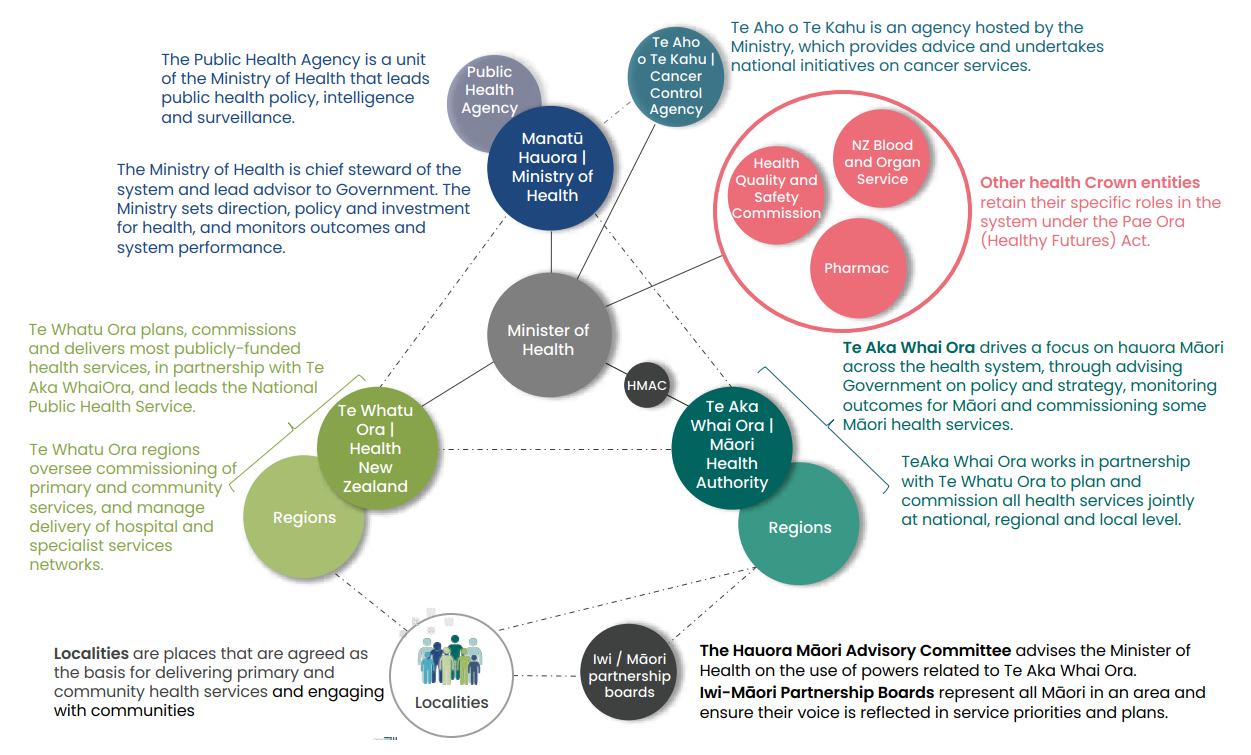 Te Aho o Te Kahu is an agency hosted by the
Ministry, which provides advice and undertakes
national initiatives on cancer services.
Te Aho
o Te Kahu |
Cancer
Control
Agency
The Public Health Agency is a unit
of the Ministry of Health that leads
public health policy, intelligence
and surveillance.
Public
Health
Agency
Manatū
Hauora |
Ministry of
Health
The Ministry of Health is chief steward of the
system and lead advisor to Government. The
Ministry sets direction, policy and investment
for health, and monitors outcomes and
system performance.
NZ Blood
and Organ
Service
Health
Quality and
Safety
Commission
Pharmac
Other health Crown entities
retain their specific roles in the
system under the Pae Ora
(Healthy Futures) Act.
Minister of
Health
HMAC
Te Whatu Ora plans, commissions
and delivers most publicly-funded
health services, in partnership with Te
Aka WhaiOra, and leads the National
Public Health Service.
Te Whatu Ora regions
oversee commissioning of
primary and community
services, and manage
delivery of hospital and
specialist services
networks.
Te Whatu
Ora |
Health
New
Zealand
Regions
Te Aka
Whai Ora |
Māori
Health
Authority
Regions
Te Aka Whai Ora drives a focus on hauora Māori
across the health system, through advising
Government on policy and strategy, monitoring
outcomes for Māori and commissioning some
Māori health services.
TeAka Whai Ora works in partnership
with Te Whatu Ora to plan and
commission all health services jointly
at national, regional and local level.
Localities are places that are agreed as
the basis for delivering primary and
community health services and engaging
with communities
Localities
Iwi / Māori
partnership
boards
The Hauora Māori Advisory Committee advises the Minister of
Health on the use of powers related to Te Aka Whai Ora.
Iwi-Māori Partnership Boards represent all Māori in an area and
ensure their voice is reflected in service priorities and plans.